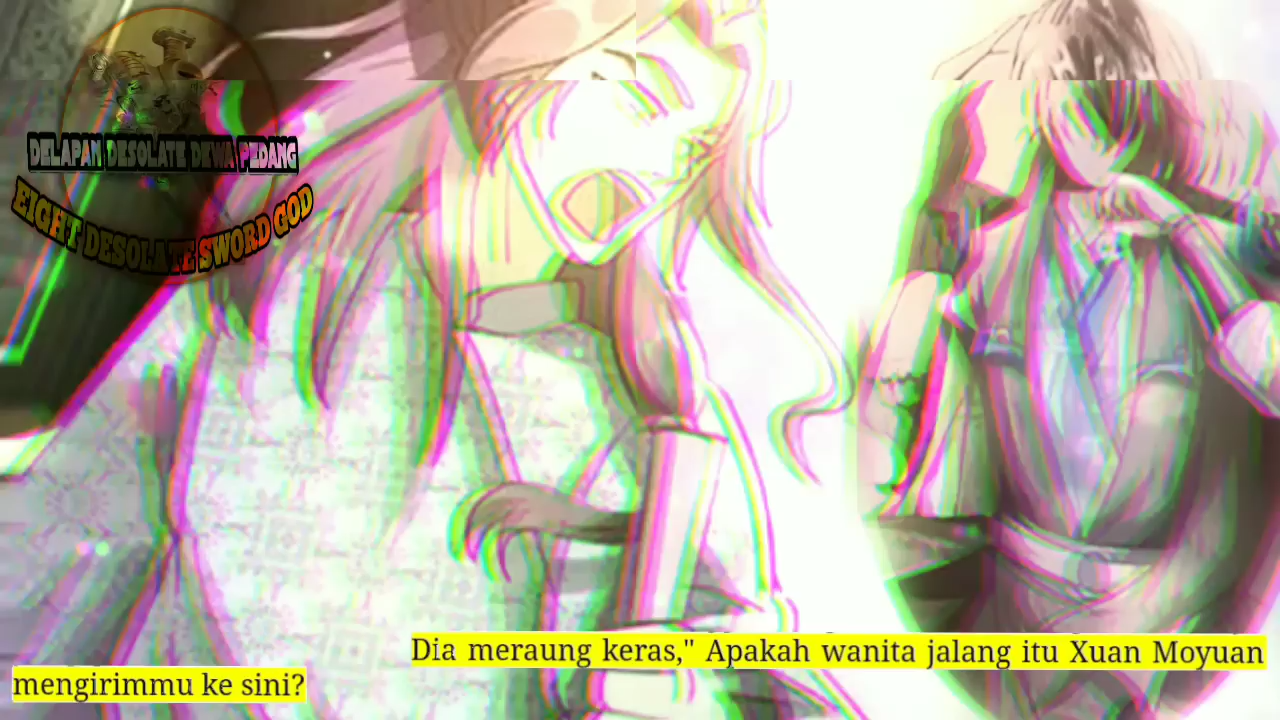 DELAPAN DESOLATE DEWA PEDANG
EIGHT DESOLATE SWORD GOD
Dia meraung keras," Apakah wanita jalang itu Xuan Moyuan
mengirimmu ke sini?